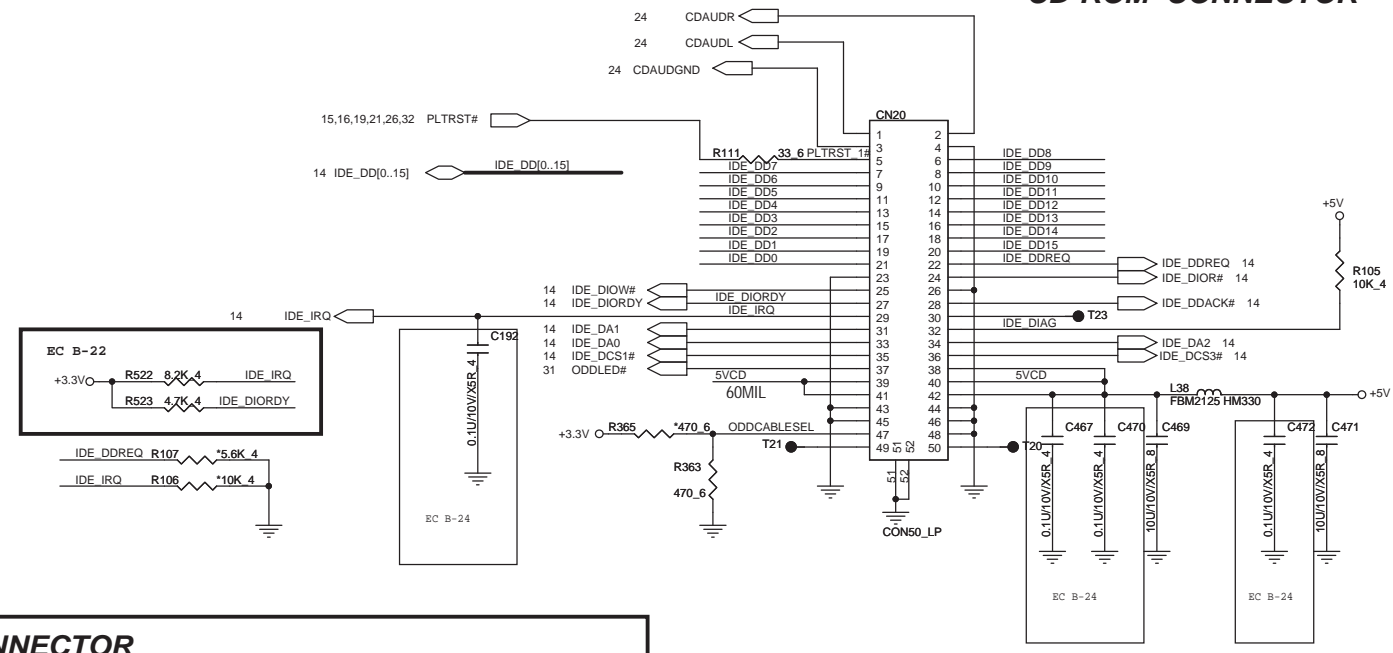 CD-ROM CONNECTOR
24 CDAUDR
24 CDAUDL
24 CDAUDGND
15,16,19,21,26,32 PLTRST#
14 IDE_DD[0..15] IDE_DD[0..15]
CN20
1 2
3 4
R111 33_6 PLTRST_1# 5 6 IDE_DD8
IDE_DD7 7 8 IDE_DD9
IDE_DD6 9 10 IDE_DD10
IDE_DD5 11 12 IDE_DD11
IDE_DD4 13 14 IDE_DD12
IDE_DD3 15 16 IDE_DD13
IDE_DD2 17 18 IDE_DD14
IDE_DD1 19 20 IDE_DD15
IDE_DD0 21 22 IDE_DDREQ IDE_DDREQ 14
23 24 IDE_DIOR# 14
14 IDE_DIOW# 25 26
14 IDE_DIORDY IDE_DIORDY 27 28 IDE_DDACK# 14
14 IDE_IRQ IDE_IRQ 29 30 T23
14 IDE_DA1 31 32 IDE_DIAG
14 IDE_DA0 33 34 IDE_DA2 14
14 IDE_DCS1# 35 36 IDE_DCS3# 14
31 ODDLED# 37 38
5VCD 39 40 5VCD
60MIL 41 42
43 44
45 46
ODDCABLESEL 47 48
T21 49 50 T20
51 52
51 52
CON50_LP
+5V
R105
10K_4
L38
FBM2125 HM330
+5V
EC B-22
+3.3V R522 8.2K_4 IDE_IRQ
R523 4.7K_4 IDE_DIORDY
IDE_DDREQ R107 *5.6K_4
IDE_IRQ R106 *10K_4
C192
0.1U/10V/X5R_4
EC B-24
+3.3V R365 *470_6
R363
470_6
C467
0.1U/10V/X5R_4
C470
0.1U/10V/X5R_4
C469
10U/10V/X5R_8
EC B-24
C472
0.1U/10V/X5R_4
C471
10U/10V/X5R_8
EC B-24
NNECTOR